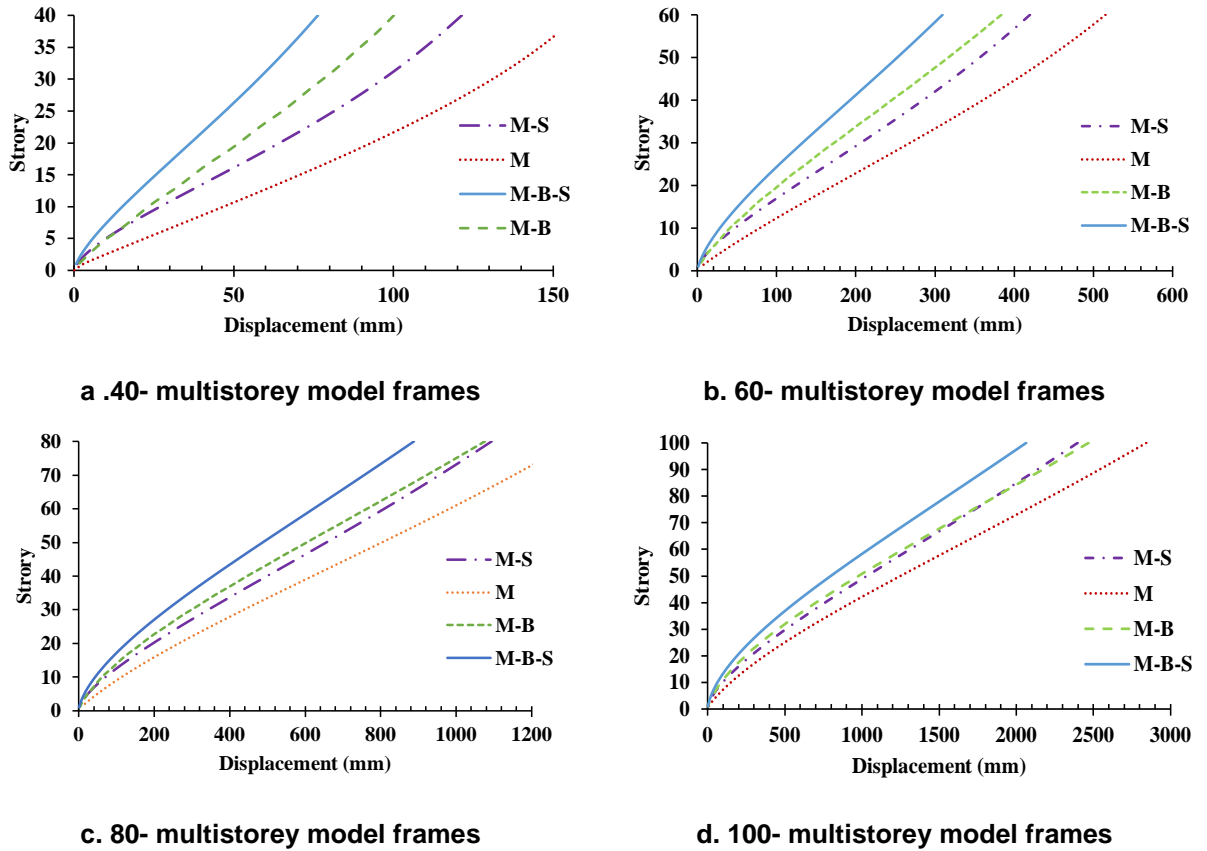 40
35
30
25
20
15
10
5
0
Strory
M-S
M
M-B-S
M-B
0 50 100 150
Displacement (mm)
a .40- multistorey model frames
60
50
40
30
20
10
0
Strory
M-S
M
M-B
M-B-S
0 100 200 300 400 500 600
Displacement (mm)
b. 60- multistorey model frames
80
70
60
50
40
30
20
10
0
Strory
M-S
M
M-B
M-B-S
0 200 400 600 800 1000 1200
Displacement (mm)
c. 80- multistorey model frames
100
90
80
70
60
50
40
30
20
10
0
Strory
M-S
M
M-B
M-B-S
0 500 1000 1500 2000 2500 3000
Displacement (mm)
d. 100- multistorey model frames